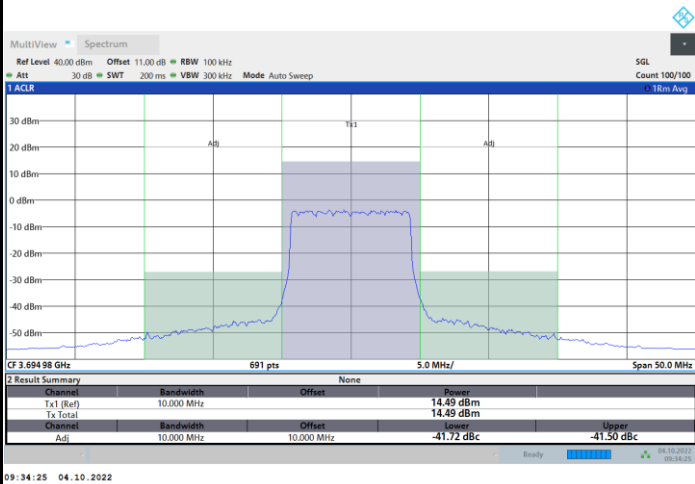 MultiView Spectrum
Ref Level 40.00 dBm Offset 11.00 dB RBW 100 kHz SGL
Att 30 dB SWT 200 ms VBW 300 kHz Mode Auto Sweep Count 100/100
1 ACLR 1Rm Avg
30 dBm
Tx1
20 dBm
Adj Adj
10 dBm
0 dBm
-10 dBm
-20 dBm
-30 dBm
-40 dBm
-50 dBm
CF 3.694 98 GHz 691 pts 5.0 MHz/ Span 50.0 MHz
2 Result Summary None
Channel Bandwidth Offset Power
Tx1 (Ref) 10.000 MHz 14.49 dBm
Tx Total 14.49 dBm
Channel Bandwidth Offset Lower Upper
Adj 10.000 MHz 10.000 MHz -41.72 dBc -41.50 dBc
Ready 04.10.2022
09:34:25
09:34:25 04.10.2022